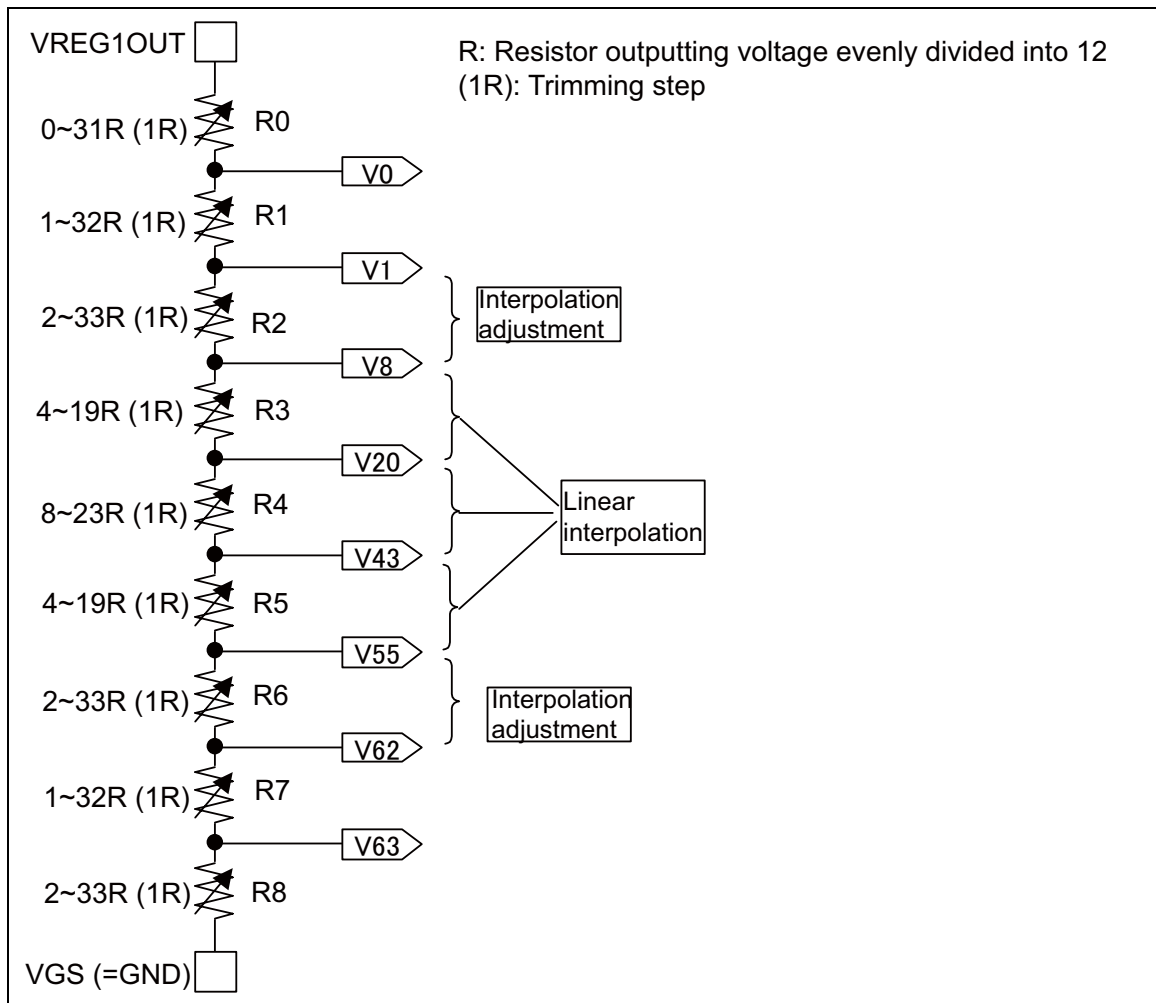 VREG1OUT
R: Resistor outputting voltage evenly divided into 12
(1R): Trimming step
0~31R (1R) R0
V0
1~32R (1R) R1
V1
Interpolation
adjustment
2~33R (1R) R2
V8
4~19R (1R) R3
V20
8~23R (1R) R4
Linear
interpolation
V43
4~19R (1R) R5
V55
2~33R (1R) R6
Interpolation
adjustment
V62
1~32R (1R) R7
V63
2~33R (1R) R8
VGS (=GND)